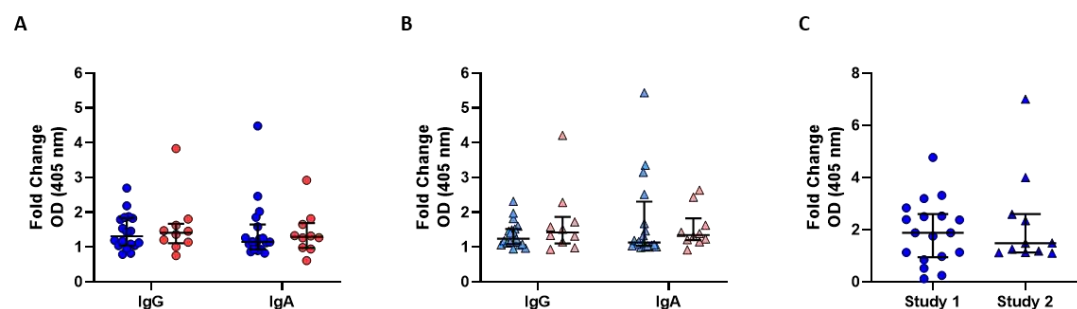 A
B
C
Fold Change
OD (405 nm)
6
5
4
3
2
1
0
IgG
IgA
Fold Change
OD (405 nm)
6
5
4
3
2
1
0
IgG
IgA
Fold Change
OD (405 nm)
8
6
4
2
0
Study 1
Study 2